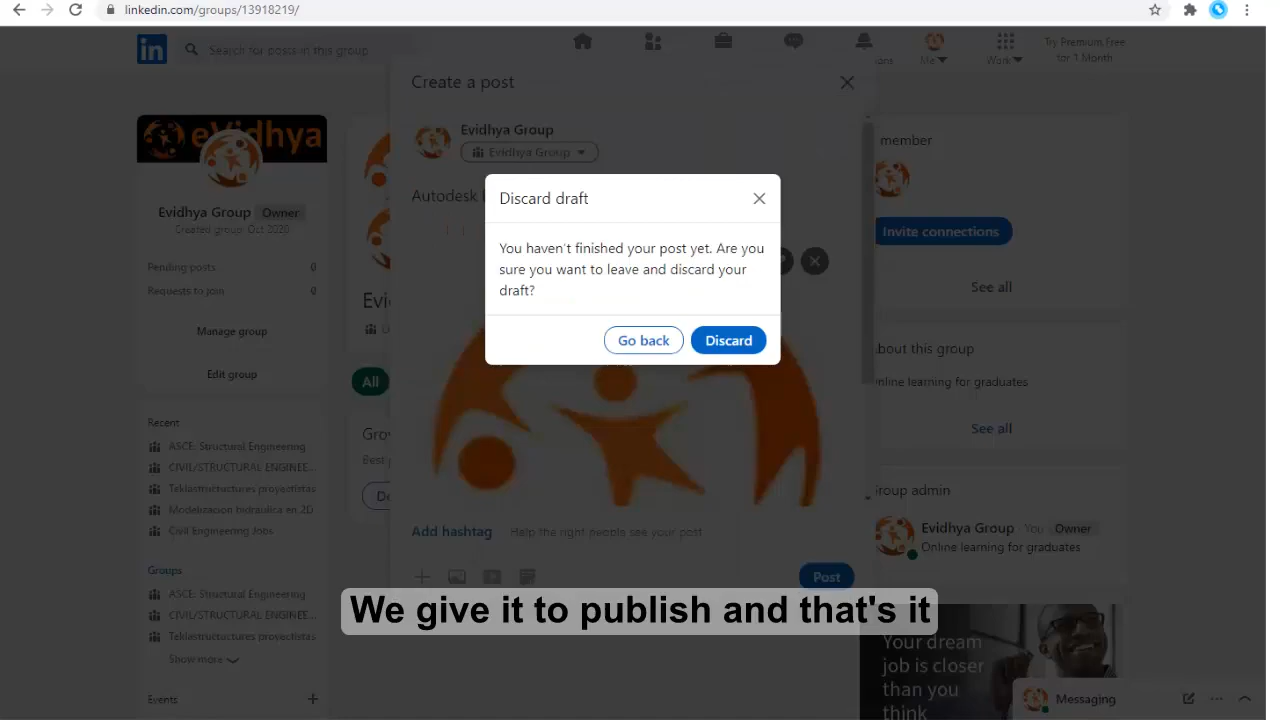 linkedin.com/groups/13918219/
Search for posts in this group
Me
Work
Try Premium Free
for 1 Month
Create a post
eVidhya
Evidhya Group
Evidhya Group
member
Discard draft
Autodesk
Evidhya Group Owner
Created group: Oct 2020
Invite connections
You haven't finished your post yet. Are you
sure you want to leave and discard your
draft?
Pending posts 0
Requests to join 0
See all
Evi
Manage group
Go back
Discard
about this group
Edit group
All
Online learning for graduates
Recent
See all
Gro
ASCE: Structural Engineering
CIVIL/STRUCTURAL ENGINEE...
Teklastructures proyectistas
Modelizacion hidraulica en 2D
Civil Engineering Jobs
Group admin
Evidhya Group You Owner
Online learning for graduates
Add hashtag
Help the right people see your post
Groups
Post
ASCE: Structural Engineering
CIVIL/STRUCTURAL ENGINEE...
Teklastructures proyectistas
We give it to publish and that's it
Show more
Your dream
job is closer
than you
think
Events
Messaging